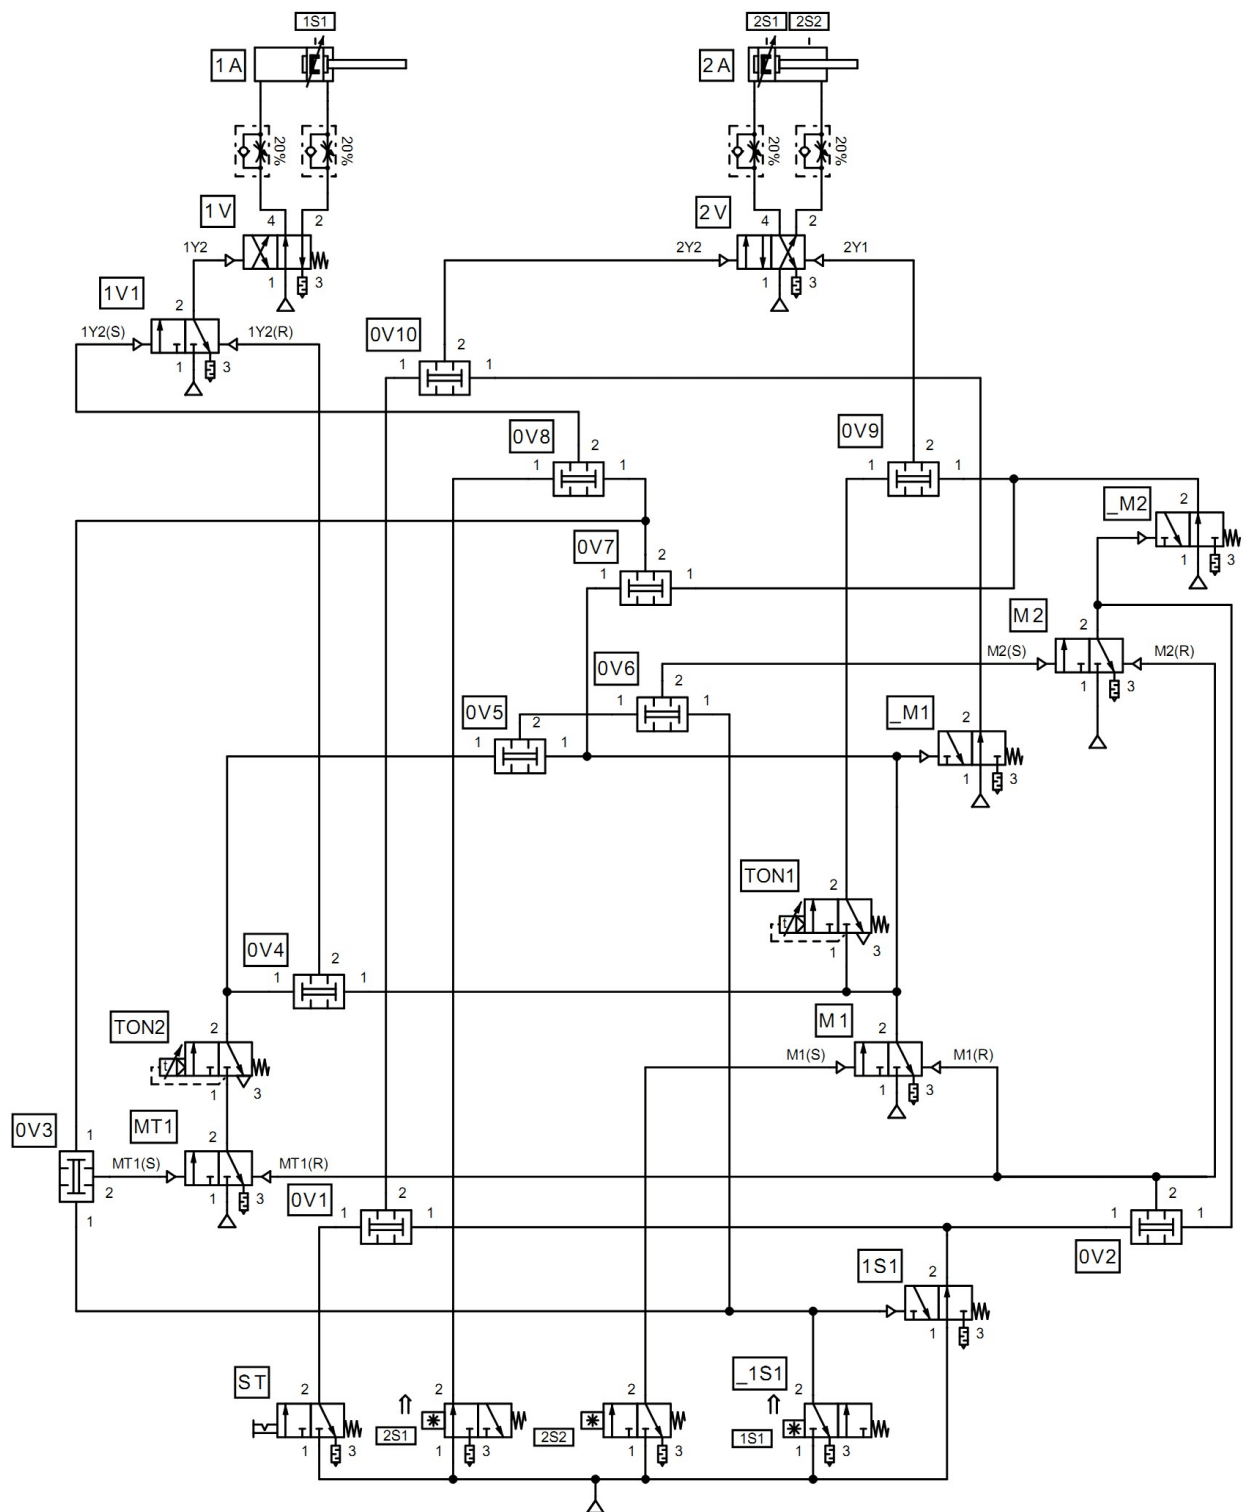 1S1
2S1 2S2
1A
2A
20% 20%
20% 20%
1V
4 2
2V
4 2
1Y2
1 3
2Y2
1 3
2Y1
1V1
2
1Y2(S)
1Y2(R)
1 3
0V10
2
1 1
0V8
2
1 1
0V9
2
1 1
_M2
2
1 3
0V7
2
1 1
M2
2
M2(S)
M2(R)
1 3
0V6
2
1 1
0V5
2
1 1
_M1
2
1 3
TON1
2
t
1 3
0V4
2
1 1
TON2
2
t
1 3
M1
2
M1(S)
M1(R)
1 3
0V3
1
2
1
MT1
2
MT1(S)
MT1(R)
1 3
0V1
2
1 1
2
1 1
0V2
1S1
2
1 3
ST
2
1 3
2
2S1
1 3
2
2S2
1 3
_1S1
2
1S1
1 3